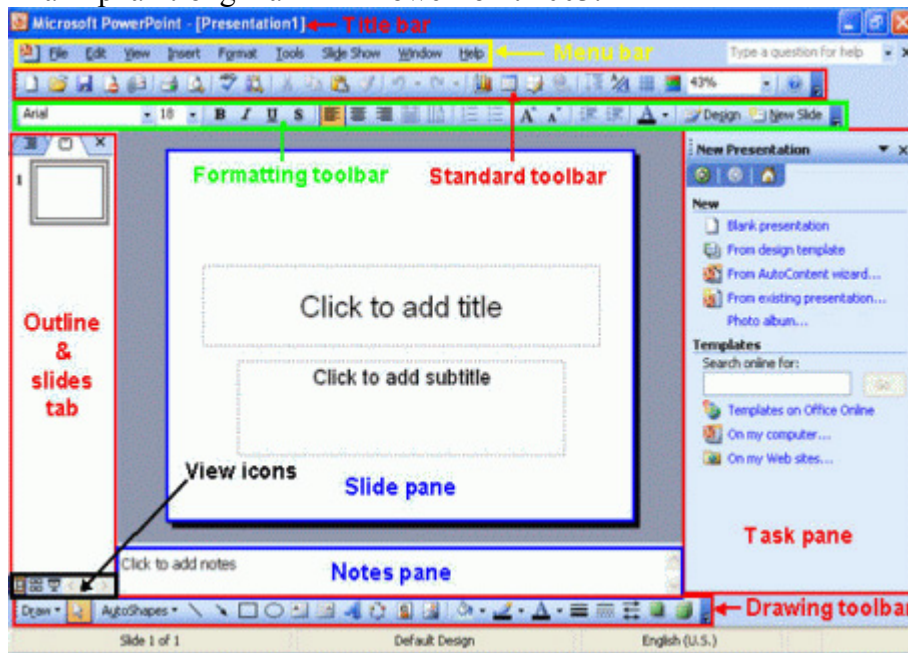 Microsoft PowerPoint - [Presentation1] Title bar
File Edit View Insert Format Tools Slide Show Window Help Menu bar Type a question for help
43%
Arial 18 B I U S A A A Design New Slide
1
Formatting toolbar Standard toolbar
New Presentation
New
Blank presentation
From design template
From AutoContent wizard...
From existing presentation...
Photo album...
Templates
Search online for:
Go
Templates on Office Online
On my computer...
On my Web sites...
Click to add title
Outline
&
slides
tab
Click to add subtitle
View icons
Slide pane
Task pane
Click to add notes
Notes pane
Draw AutoShapes A Drawing toolbar
Slide 1 of 1 Default Design English (U.S.)